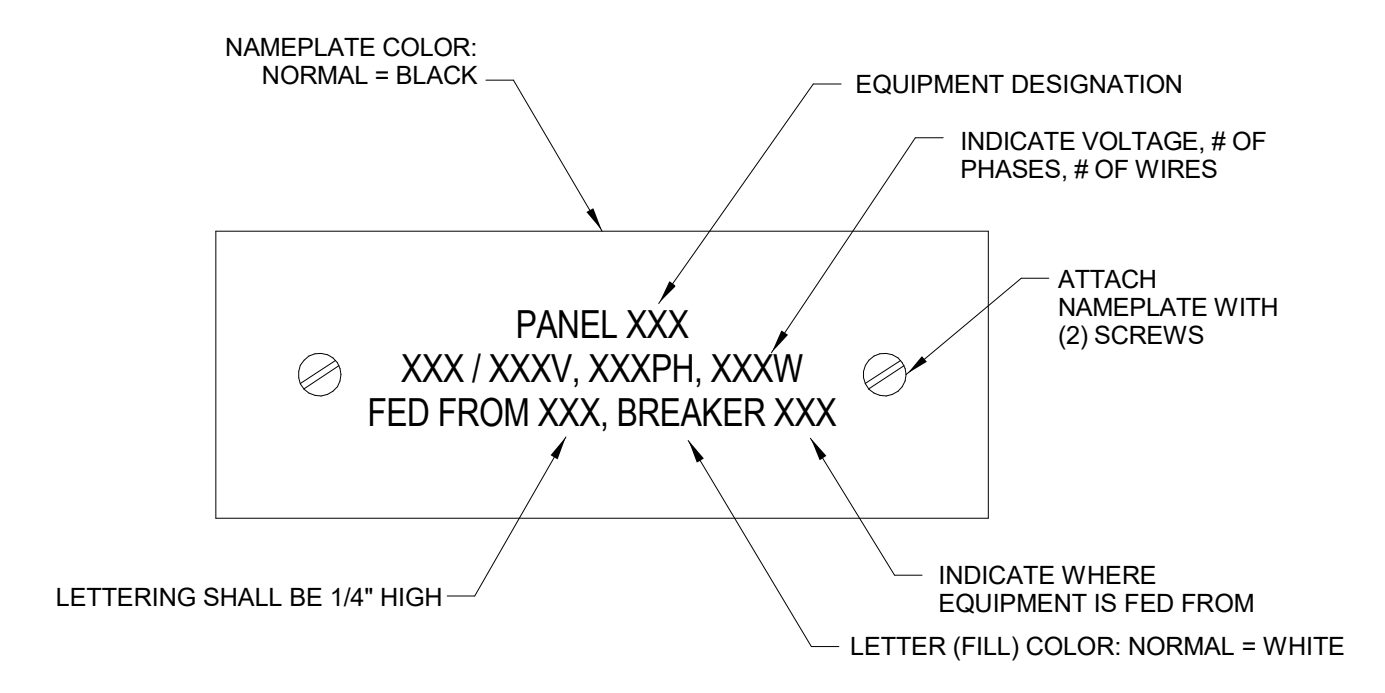 NAMEPLATE COLOR:
NORMAL = BLACK
EQUIPMENT DESIGNATION
INDICATE VOLTAGE, # OF
PHASES, # OF WIRES
ATTACH
NAMEPLATE WITH
(2) SCREWS
PANEL XXX
XXX / XXXV, XXXPH, XXXW
FED FROM XXX, BREAKER XXX
LETTERING SHALL BE 1/4" HIGH
INDICATE WHERE
EQUIPMENT IS FED FROM
LETTER (FILL) COLOR: NORMAL = WHITE